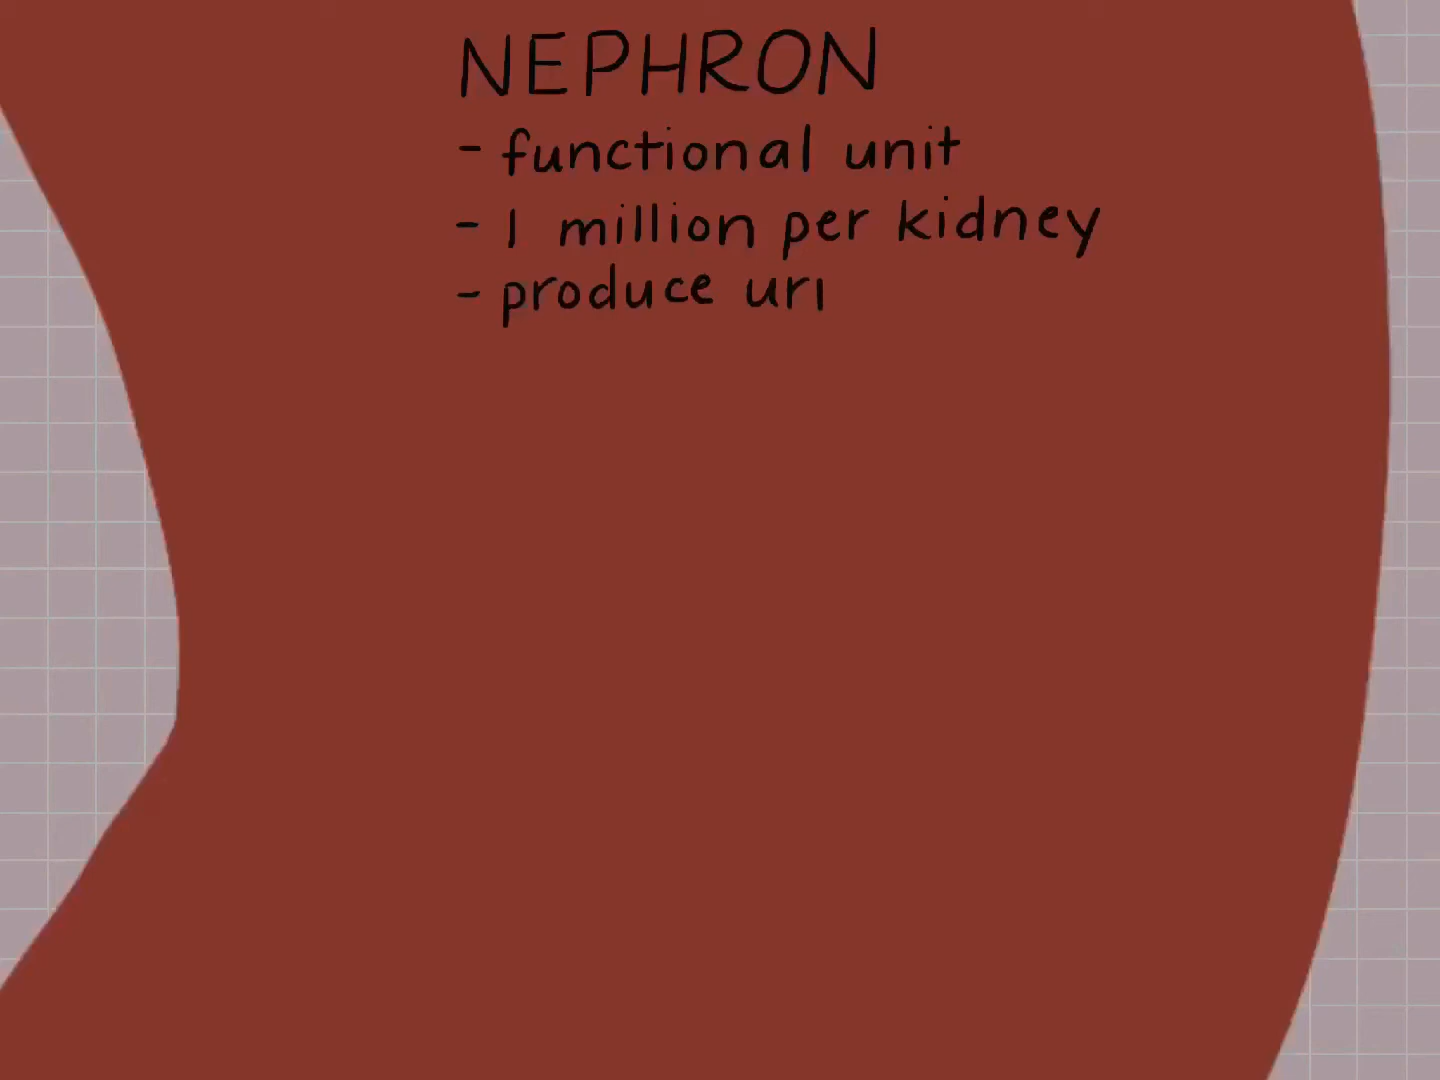 NEPHRON
- functional unit
- 1 million per kidney
- produce uri